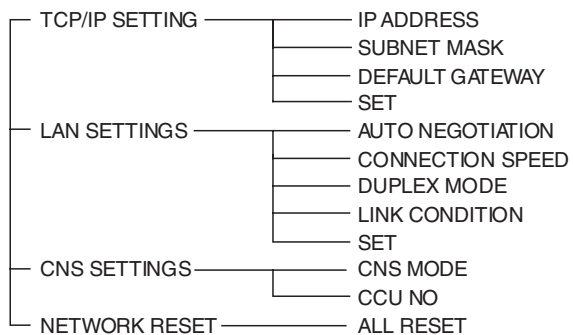 TCP/IP SETTING IP ADDRESS
SUBNET MASK
DEFAULT GATEWAY
SET
LAN SETTINGS AUTO NEGOTIATION
CONNECTION SPEED
DUPLEX MODE
LINK CONDITION
SET
CNS SETTINGS CNS MODE
CCU NO
NETWORK RESET ALL RESET